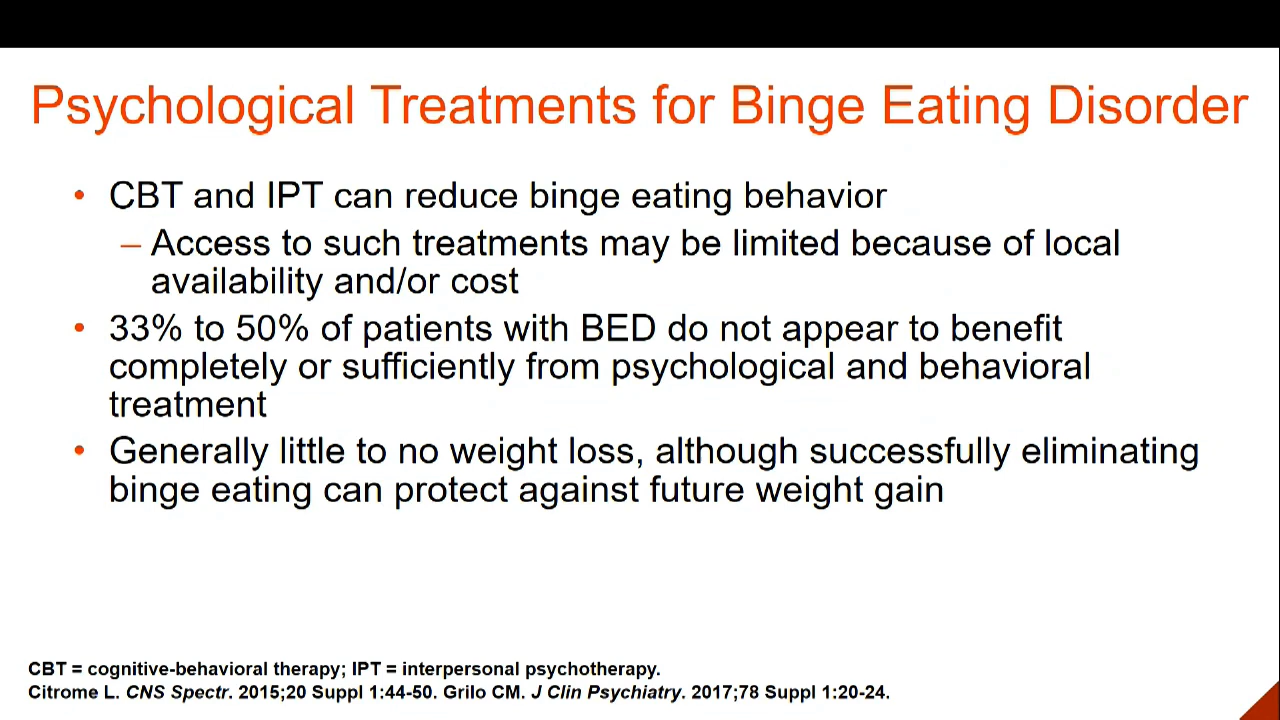 Psychological Treatments for Binge Eating Disorder
• CBT and IPT can reduce binge eating behavior
– Access to such treatments may be limited because of local
availability and/or cost
• 33% to 50% of patients with BED do not appear to benefit
completely or sufficiently from psychological and behavioral
treatment
• Generally little to no weight loss, although successfully eliminating
binge eating can protect against future weight gain
CBT = cognitive-behavioral therapy; IPT = interpersonal psychotherapy.
Citrome L. CNS Spectr. 2015;20 Suppl 1:44-50. Grilo CM. J Clin Psychiatry. 2017;78 Suppl 1:20-24.